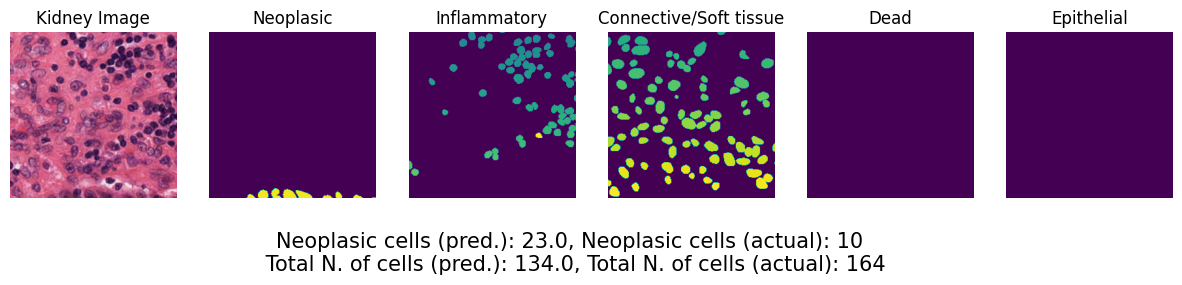 Kidney Image
Neoplasic
Inflammatory
Connective/Soft tissue
Dead
Epithelial
Neoplasic cells (pred.): 23.0, Neoplasic cells (actual): 10
Total N. of cells (pred.): 134.0, Total N. of cells (actual): 164